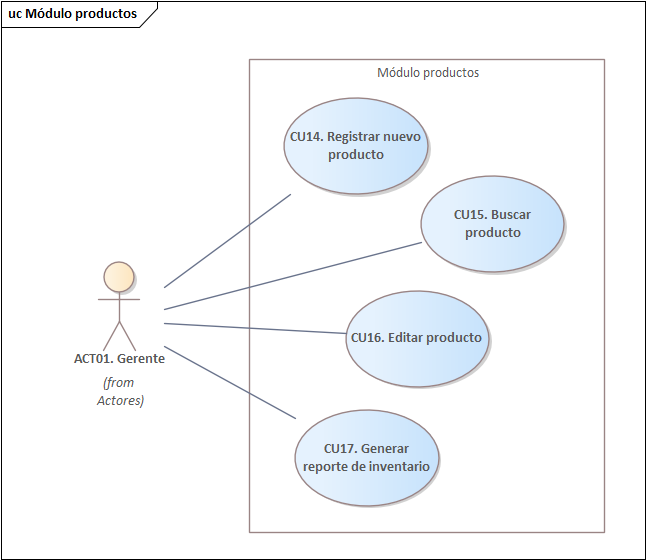 uc Módulo productos
Módulo productos
CU14. Registrar nuevo
producto
CU15. Buscar
producto
CU16. Editar producto
ACT01. Gerente
(from
Actores)
CU17. Generar
reporte de inventario